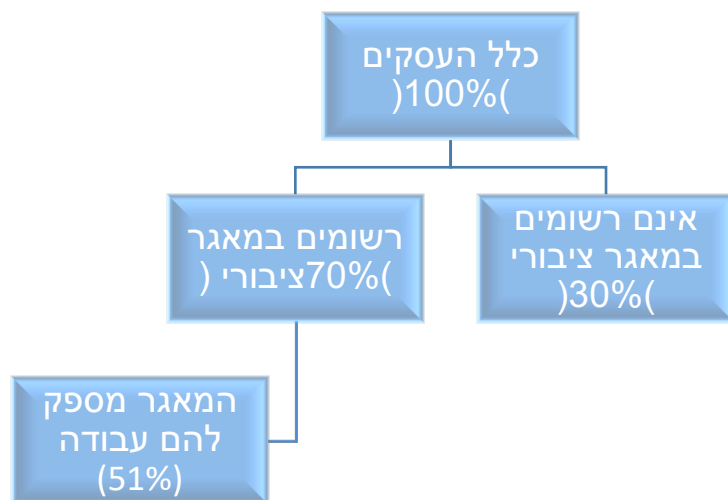 כלל העסקים
)100%(
אינם רשומים
במאגר ציבורי
)30%(
רשומים במאגר
)70%ציבורי (
המאגר מספק
להם עבודה
(51%)